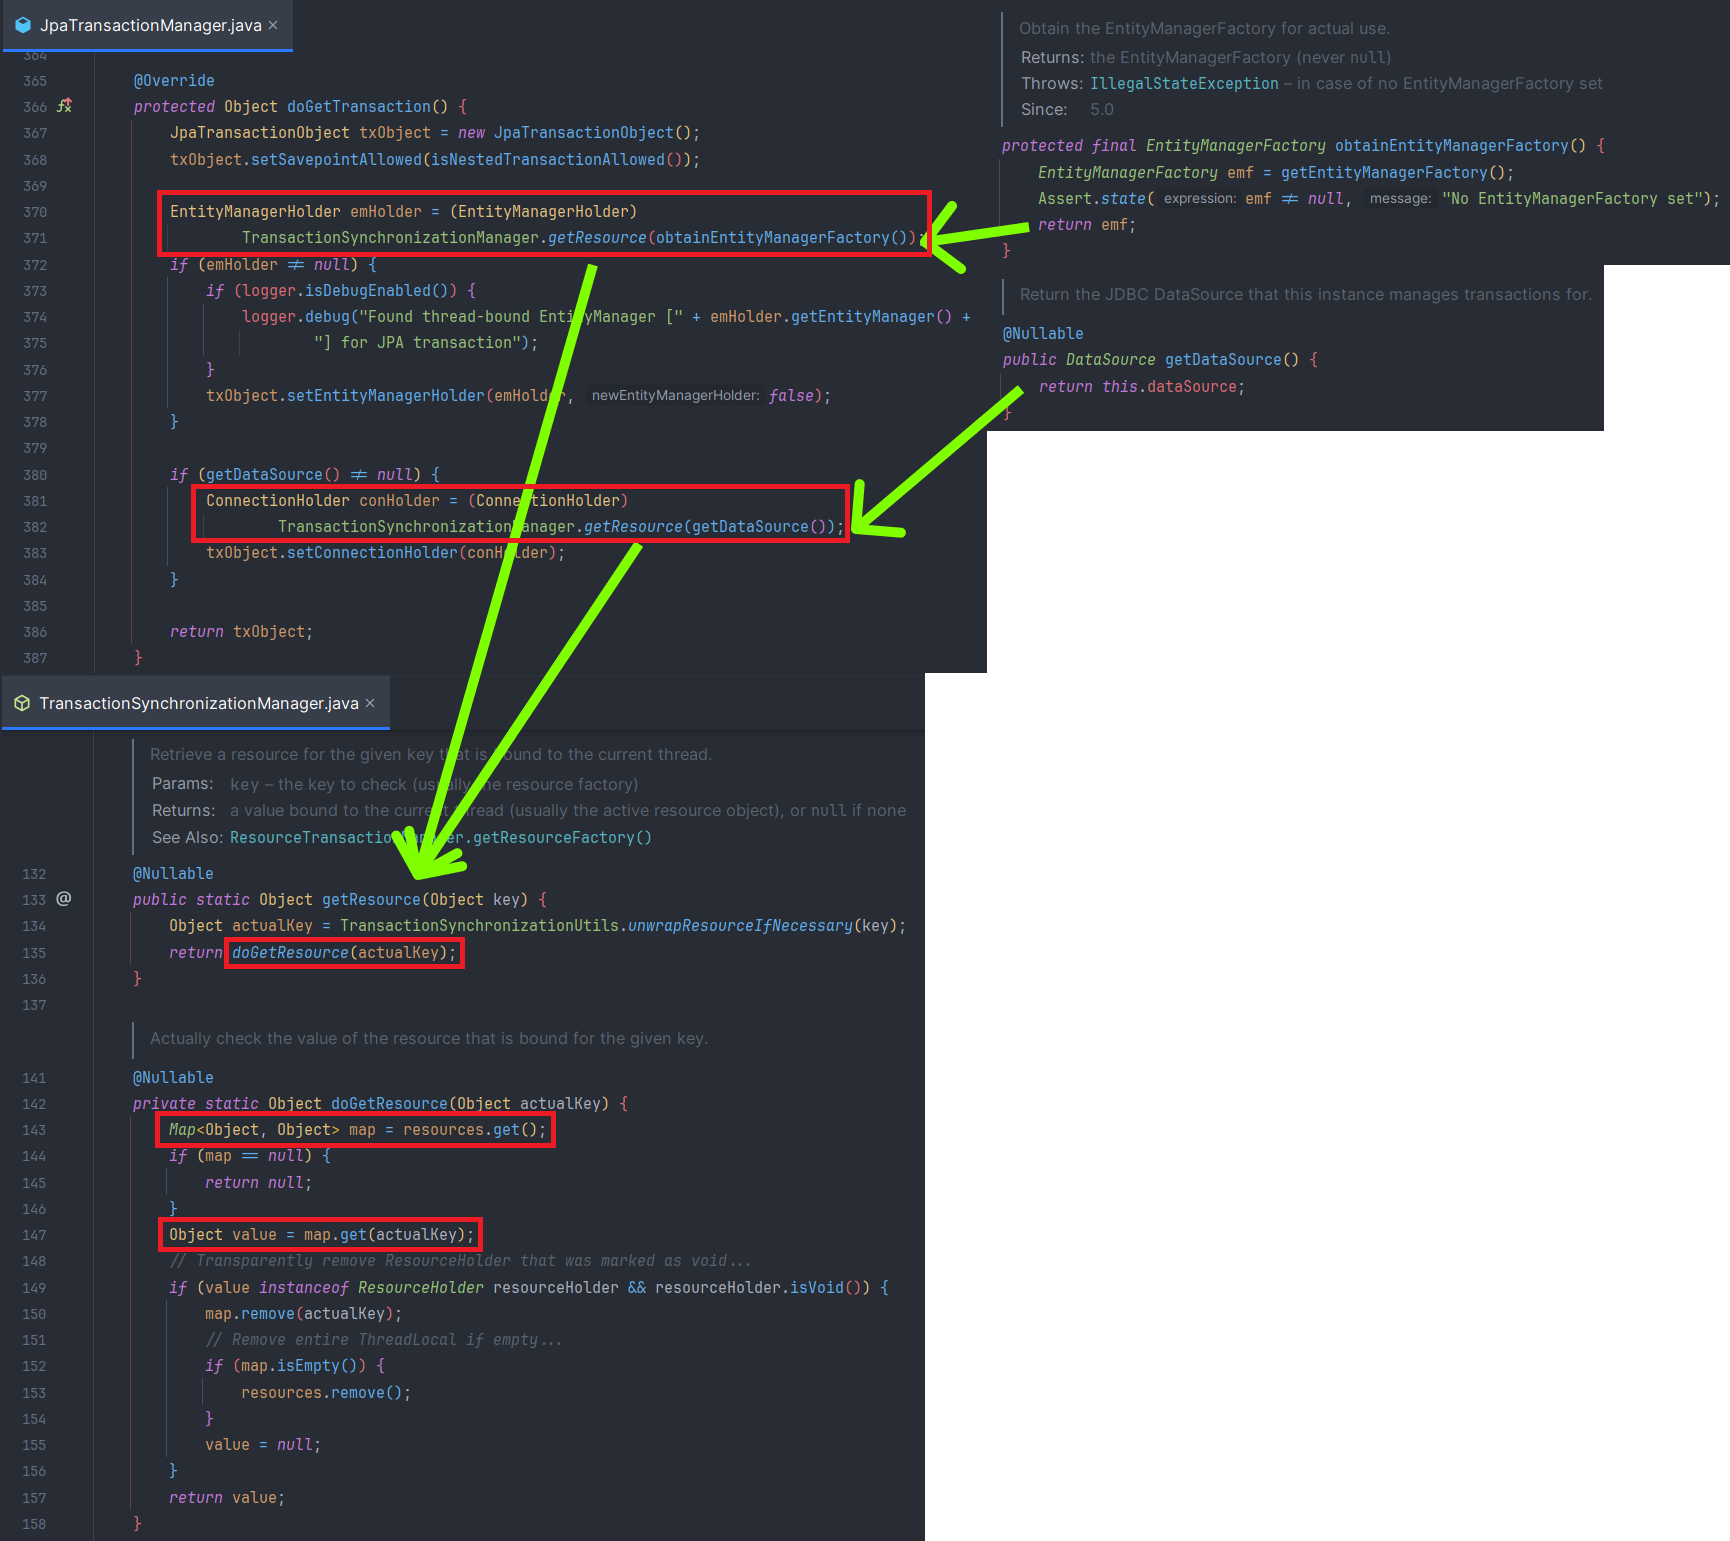 JpaTransactionManager.java ×
364
365 @Override
366 protected Object doGetTransaction() {
367 JpaTransactionObject txObject = new JpaTransactionObject();
368 txObject.setSavepointAllowed(isNestedTransactionAllowed());
369
370 EntityManagerHolder emHolder = (EntityManagerHolder)
371 TransactionSynchronizationManager.getResource(obtainEntityManagerFactory());
372 if (emHolder ≠ null) {
373 if (logger.isDebugEnabled()) {
374 logger.debug("Found thread-bound EntityManager [" + emHolder.getEntityManager() +
375 "] for JPA transaction");
376 }
377 txObject.setEntityManagerHolder(emHolder, newEntityManagerHolder: false);
378 }
379
380 if (getDataSource() ≠ null) {
381 ConnectionHolder conHolder = (ConnectionHolder)
382 TransactionSynchronizationManager.getResource(getDataSource());
383 txObject.setConnectionHolder(conHolder);
384 }
385
386 return txObject;
387 }
Obtain the EntityManagerFactory for actual use.
Returns: the EntityManagerFactory (never null)
Throws: IllegalStateException – in case of no EntityManagerFactory set
Since: 5.0
protected final EntityManagerFactory obtainEntityManagerFactory() {
EntityManagerFactory emf = getEntityManagerFactory();
Assert.state( expression: emf ≠ null, message: "No EntityManagerFactory set");
return emf;
}
Return the JDBC DataSource that this instance manages transactions for.
@Nullable
public DataSource getDataSource() {
return this.dataSource;
}
TransactionSynchronizationManager.java ×
Retrieve a resource for the given key that is bound to the current thread.
Params: key – the key to check (usually the resource factory)
Returns: a value bound to the current thread (usually the active resource object), or null if none
See Also: ResourceTransactionManager.getResourceFactory()
132 @Nullable
133 @ public static Object getResource(Object key) {
134 Object actualKey = TransactionSynchronizationUtils.unwrapResourceIfNecessary(key);
135 return doGetResource(actualKey);
136 }
137
Actually check the value of the resource that is bound for the given key.
141 @Nullable
142 private static Object doGetResource(Object actualKey) {
143 Map<Object, Object> map = resources.get();
144 if (map == null) {
145 return null;
146 }
147 Object value = map.get(actualKey);
148 // Transparently remove ResourceHolder that was marked as void...
149 if (value instanceof ResourceHolder resourceHolder && resourceHolder.isVoid()) {
150 map.remove(actualKey);
151 // Remove entire ThreadLocal if empty...
152 if (map.isEmpty()) {
153 resources.remove();
154 }
155 value = null;
156 }
157 return value;
158 }